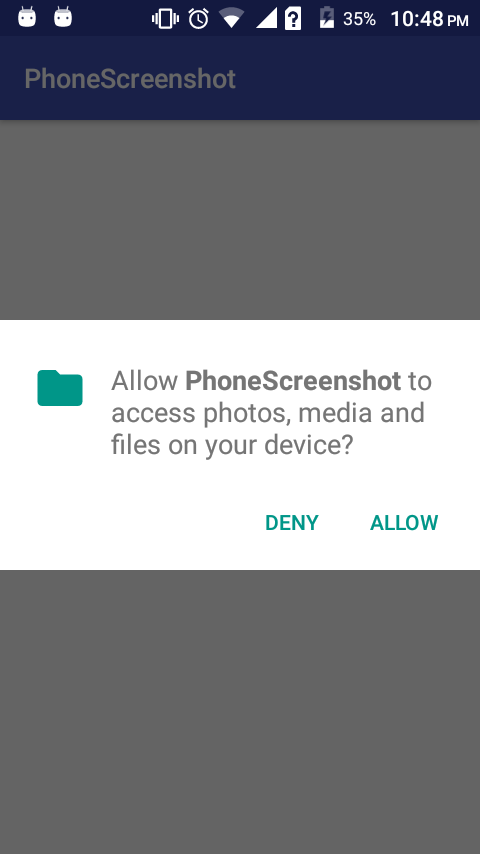 35% 10:48 PM
PhoneScreenshot
Allow PhoneScreenshot to
access photos, media and
files on your device?
DENY ALLOW